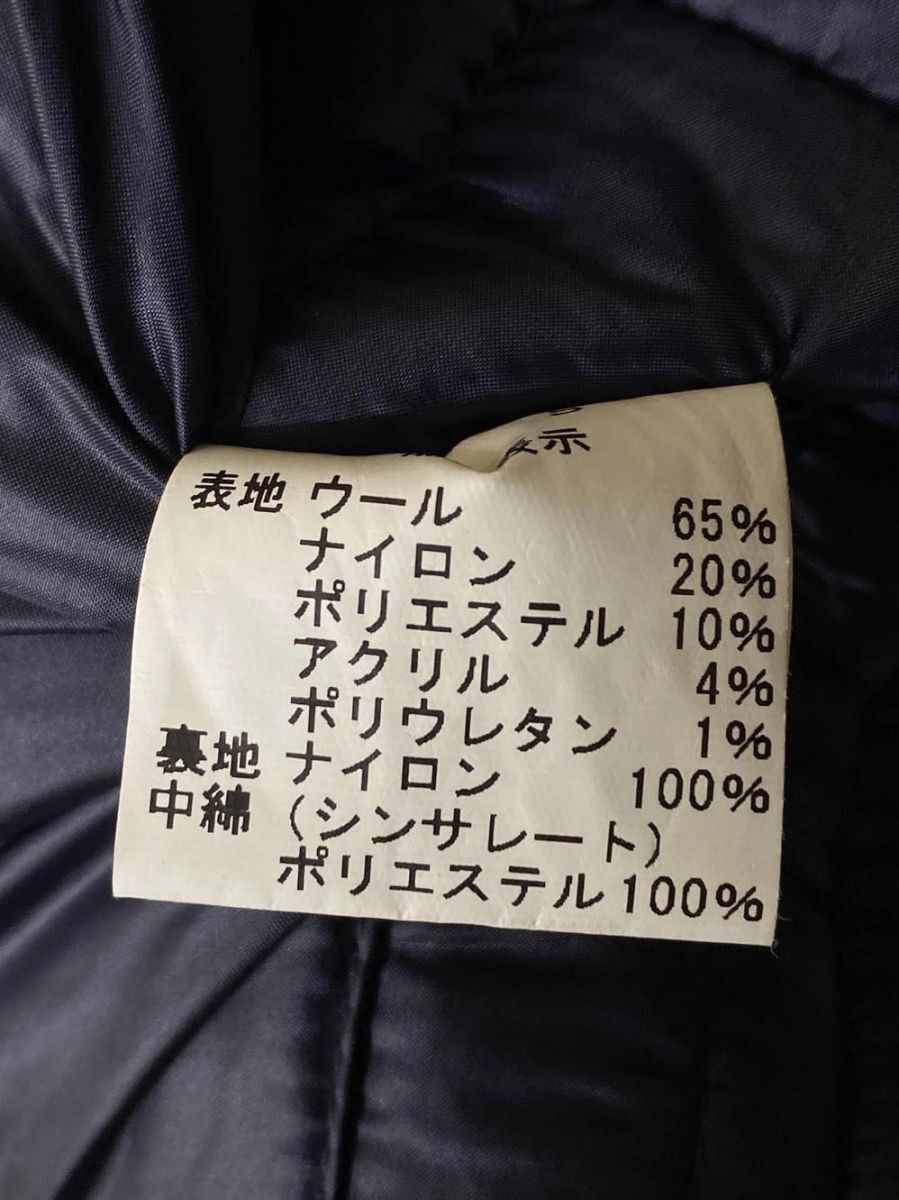 示
表地 ウール 65%
ナイロン 20%
ポリエステル 10%
アクリル 4%
ポリウレタン 1%
裏地 ナイロン 100%
中綿 (シンサレート)
ポリエステル 100%